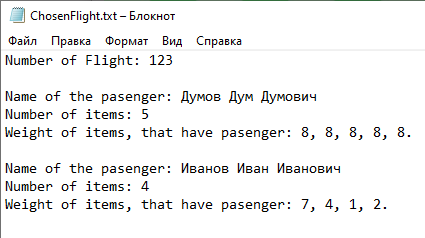 ChosenFlight.txt – Блокнот
Файл Правка Формат Вид Справка
Number of Flight: 123
Name of the pasenger: Думов Дум Думович
Number of items: 5
Weight of items, that have pasenger: 8, 8, 8, 8, 8.
Name of the pasenger: Иванов Иван Иванович
Number of items: 4
Weight of items, that have pasenger: 7, 4, 1, 2.